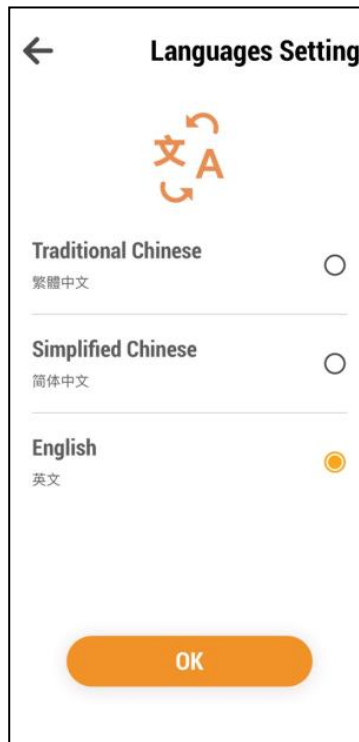 Languages Setting
文 A
Traditional Chinese
繁體中文
Simplified Chinese
简体中文
English
英文
OK